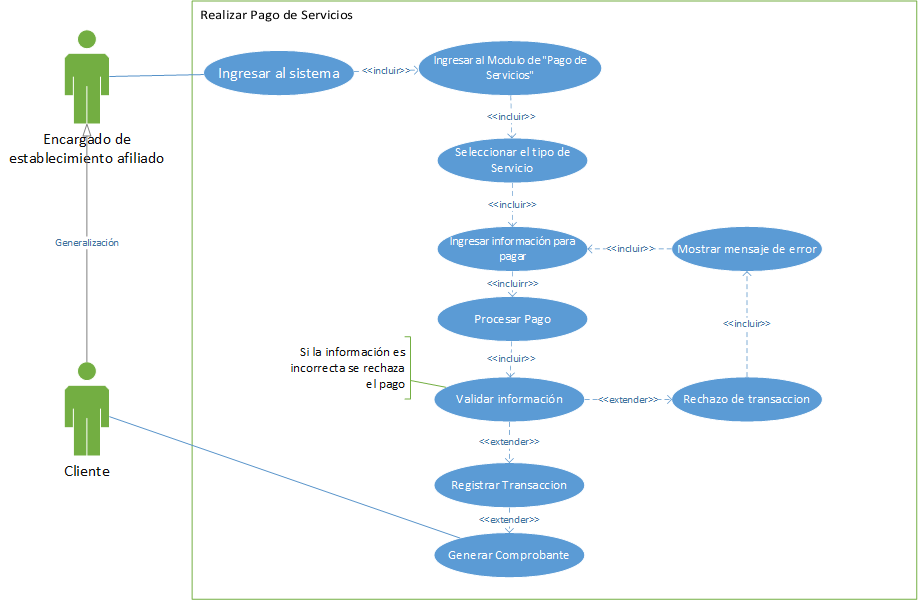 Realizar Pago de Servicios
Ingresar al sistema
<<incluir>>
Ingresar al Modulo de "Pago de
Servicios"
Encargado de
establecimiento afiliado
<<incluir>>
Seleccionar el tipo de
Servicio
<<incluir>>
Generalización
Ingresar información para
pagar
<<incluir>>
Mostrar mensaje de error
<<incluirr>>
Procesar Pago
<<incluir>>
Si la información es
incorrecta se rechaza
el pago
<<incluir>>
Validar información
<<extender>>
Rechazo de transaccion
Cliente
<<extender>>
Registrar Transaccion
<<extender>>
Generar Comprobante